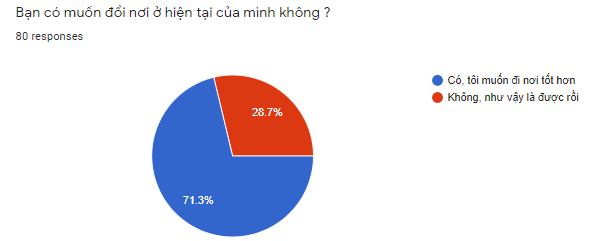 Bạn có muốn đổi nơi ở hiện tại của mình không ?
80 responses
Có, tôi muốn đi nơi tốt hơn
Không, như vậy là được rồi
28.7%
71.3%